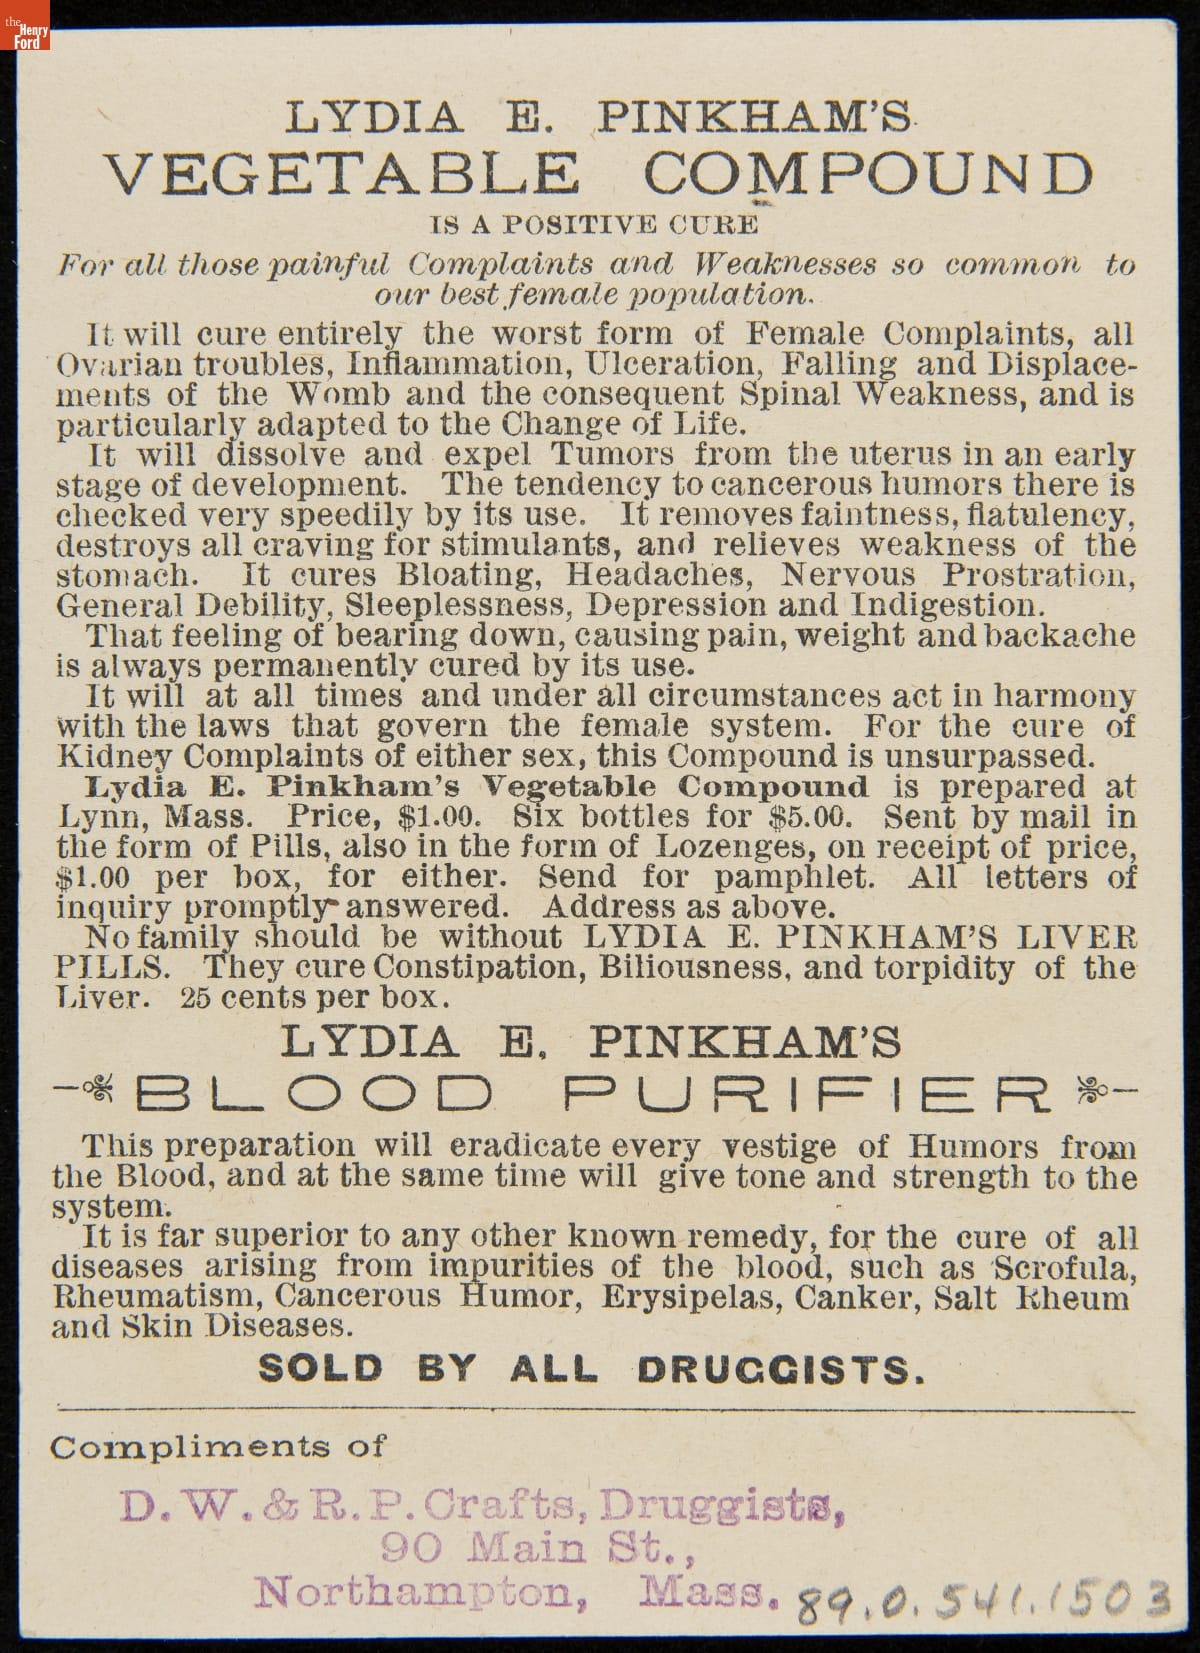 the
Henry
Ford
LYDIA E. PINKHAM'S
VEGETABLE COMPOUND
IS A POSITIVE CURE
For all those painful Complaints and Weaknesses so common to
our best female population.
It will cure entirely the worst form of Female Complaints, all
Ovarian troubles, Inflammation, Ulceration, Falling and Displace-
ments of the Womb and the consequent Spinal Weakness, and is
particularly adapted to the Change of Life.
It will dissolve and expel Tumors from the uterus in an early
stage of development. The tendency to cancerous humors there is
checked very speedily by its use. It removes faintness, flatulency,
destroys all craving for stimulants, and relieves weakness of the
stomach. It cures Bloating, Headaches, Nervous Prostration,
General Debility, Sleeplessness, Depression and Indigestion.
That feeling of bearing down, causing pain, weight and backache
is always permanently cured by its use.
It will at all times and under all circumstances act in harmony
with the laws that govern the female system. For the cure of
Kidney Complaints of either sex, this Compound is unsurpassed.
Lydia E. Pinkham's Vegetable Compound is prepared at
Lynn, Mass. Price, $1.00. Six bottles for $5.00. Sent by mail in
the form of Pills, also in the form of Lozenges, on receipt of price,
$1.00 per box, for either. Send for pamphlet. All letters of
inquiry promptly answered. Address as above.
No family should be without LYDIA E. PINKHAM'S LIVER
PILLS. They cure Constipation, Biliousness, and torpidity of the
Liver. 25 cents per box.
LYDIA E. PINKHAM'S
BLOOD PURIFIER
This preparation will eradicate every vestige of Humors from
the Blood, and at the same time will give tone and strength to the
system.
It is far superior to any other known remedy, for the cure of all
diseases arising from impurities of the blood, such as Scrofula,
Rheumatism, Cancerous Humor, Erysipelas, Canker, Salt Rheum
and Skin Diseases.
SOLD BY ALL DRUGGISTS.
Compliments of
D. W. & R. P. Crafts, Druggists,
90 Main St.,
Northampton, Mass.
89.0.541.1503